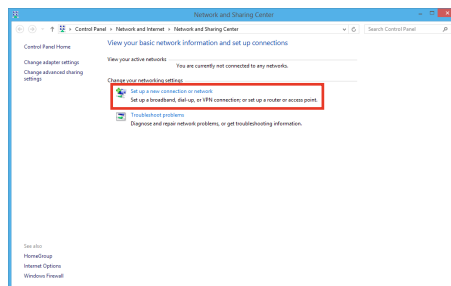 Network and Sharing Center
Control Panel › Network and Internet › Network and Sharing Center
Search Control Panel
Control Panel Home
Change adapter settings
Change advanced sharing
settings
View your basic network information and set up connections
View your active networks
You are currently not connected to any networks.
Change your networking settings
Set up a new connection or network
Set up a broadband, dial-up, or VPN connection; or set up a router or access point.
Troubleshoot problems
Diagnose and repair network problems, or get troubleshooting information.
See also
HomeGroup
Internet Options
Windows Firewall